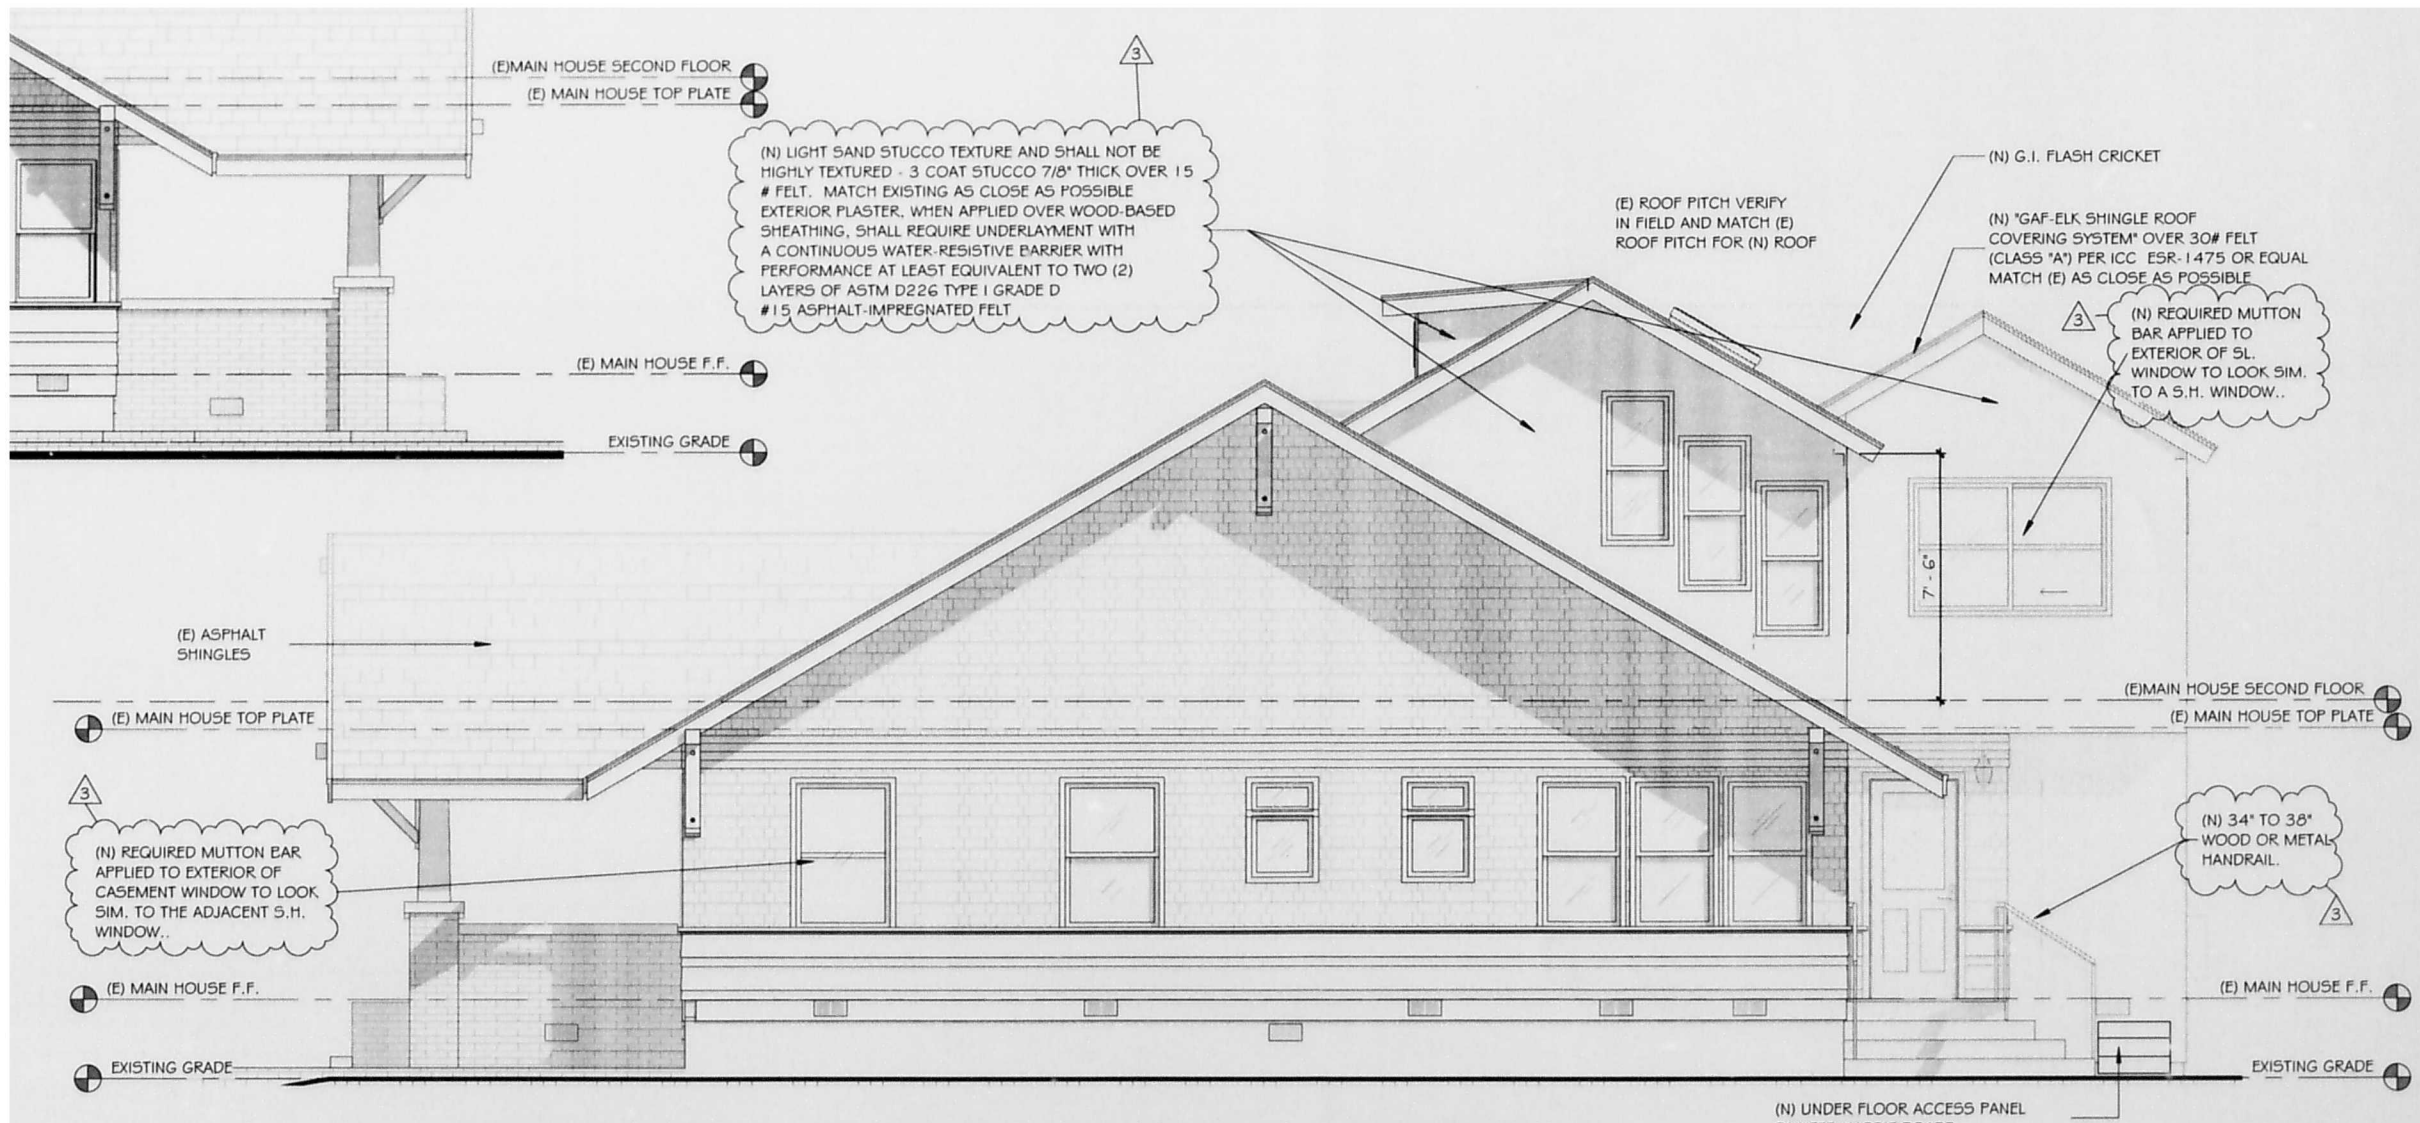 (E)MAIN HOUSE SECOND FLOOR
(E) MAIN HOUSE TOP PLATE
3
(N) LIGHT SAND STUCCO TEXTURE AND SHALL NOT BE
HIGHLY TEXTURED - 3 COAT STUCCO 7/8" THICK OVER 15
# FELT. MATCH EXISTING AS CLOSE AS POSSIBLE
EXTERIOR PLASTER, WHEN APPLIED OVER WOOD-BASED
SHEATHING, SHALL REQUIRE UNDERLAYMENT WITH
A CONTINUOUS WATER-RESISTIVE BARRIER WITH
PERFORMANCE AT LEAST EQUIVALENT TO TWO (2)
LAYERS OF ASTM D226 TYPE I GRADE D
#15 ASPHALT-IMPREGNATED FELT
(E) MAIN HOUSE F.F.
EXISTING GRADE
(E) ROOF PITCH VERIFY
IN FIELD AND MATCH (E)
ROOF PITCH FOR (N) ROOF
(N) G.I. FLASH CRICKET
(N) "GAF-ELK SHINGLE ROOF
COVERING SYSTEM" OVER 30# FELT
(CLASS "A") PER ICC ESR-1475 OR EQUAL
MATCH (E) AS CLOSE AS POSSIBLE
3
(N) REQUIRED MUTTON
BAR APPLIED TO
EXTERIOR OF SL.
WINDOW TO LOOK SIM.
TO A S.H. WINDOW..
7' - 6"
(E) ASPHALT
SHINGLES
(E) MAIN HOUSE TOP PLATE
(E)MAIN HOUSE SECOND FLOOR
(E) MAIN HOUSE TOP PLATE
3
(N) REQUIRED MUTTON BAR
APPLIED TO EXTERIOR OF
CASEMENT WINDOW TO LOOK
SIM. TO THE ADJACENT S.H.
WINDOW..
(N) 34" TO 38"
WOOD OR METAL
HANDRAIL.
3
(E) MAIN HOUSE F.F.
(E) MAIN HOUSE F.F.
EXISTING GRADE
EXISTING GRADE
(N) UNDER FLOOR ACCESS PANEL